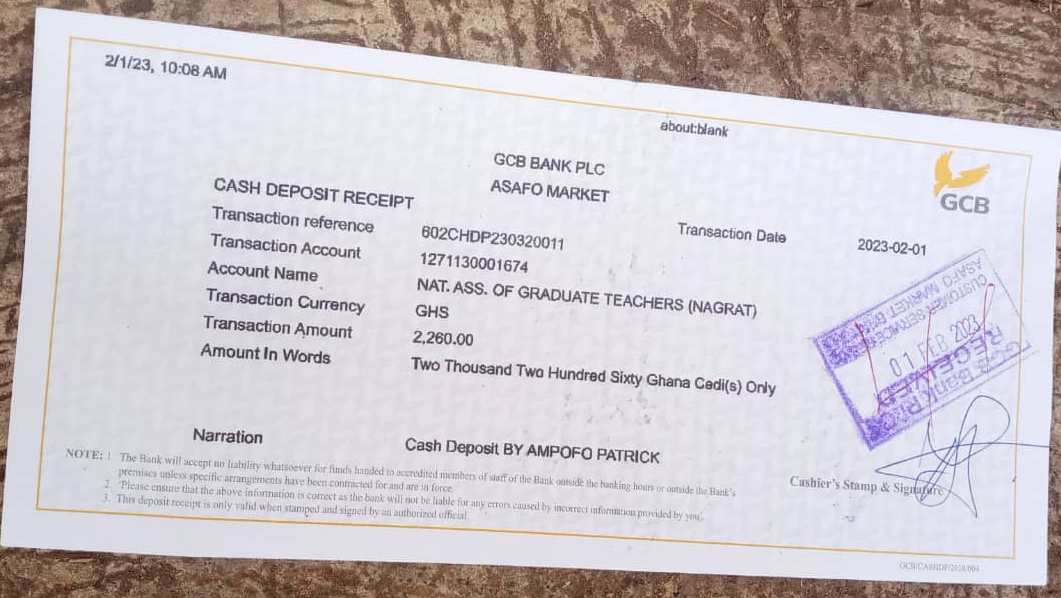 2/1/23, 10:08 AM
about:blank
GCB BANK PLC
ASAFO MARKET
GCB
CASH DEPOSIT RECEIPT
Transaction reference 602CHDP230320011 Transaction Date 2023-02-01
Transaction Account 1271130001674
Account Name NAT. ASS. OF GRADUATE TEACHERS (NAGRAT)
Transaction Currency GHS
Transaction Amount 2,260.00
Amount In Words Two Thousand Two Hundred Sixty Ghana Cedi(s) Only
CUSTOMER SERVICE
ASAFO MARKET
01 FEB 2023
RECEIVED
Narration Cash Deposit BY AMPOFO PATRICK
Cashier's Stamp & Signature
NOTE: 1 The Bank will accept no liability whatsoever for funds handed to accredited members of staff of the Bank outside the banking hours or outside the Bank's
premises unless specific arrangements have been contracted for and are in force.
2. 'Please ensure that the above information is correct as the bank will not be liable for any errors caused by incorrect information provided by you'.
3. This deposit receipt is only valid when stamped and signed by an authorized official.